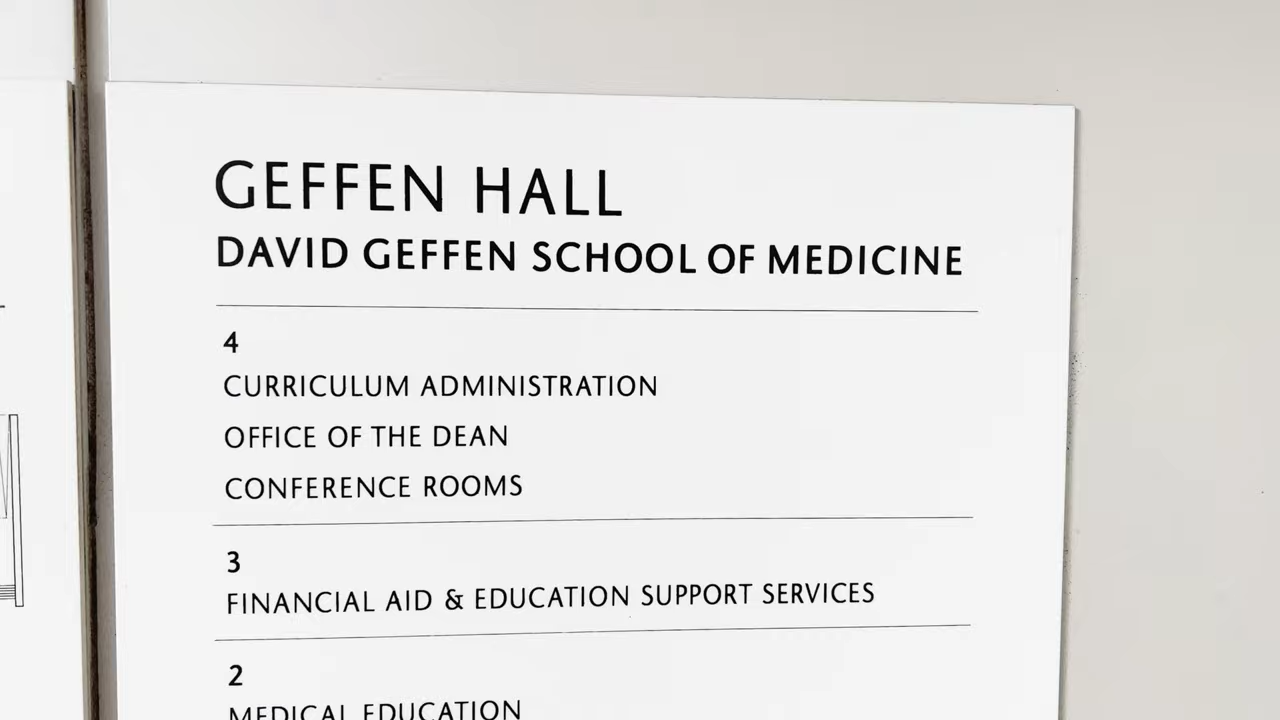 GEFFEN HALL
DAVID GEFFEN SCHOOL OF MEDICINE
4
CURRICULUM ADMINISTRATION
OFFICE OF THE DEAN
CONFERENCE ROOMS
3
FINANCIAL AID & EDUCATION SUPPORT SERVICES
2
MEDICAL EDUCATION